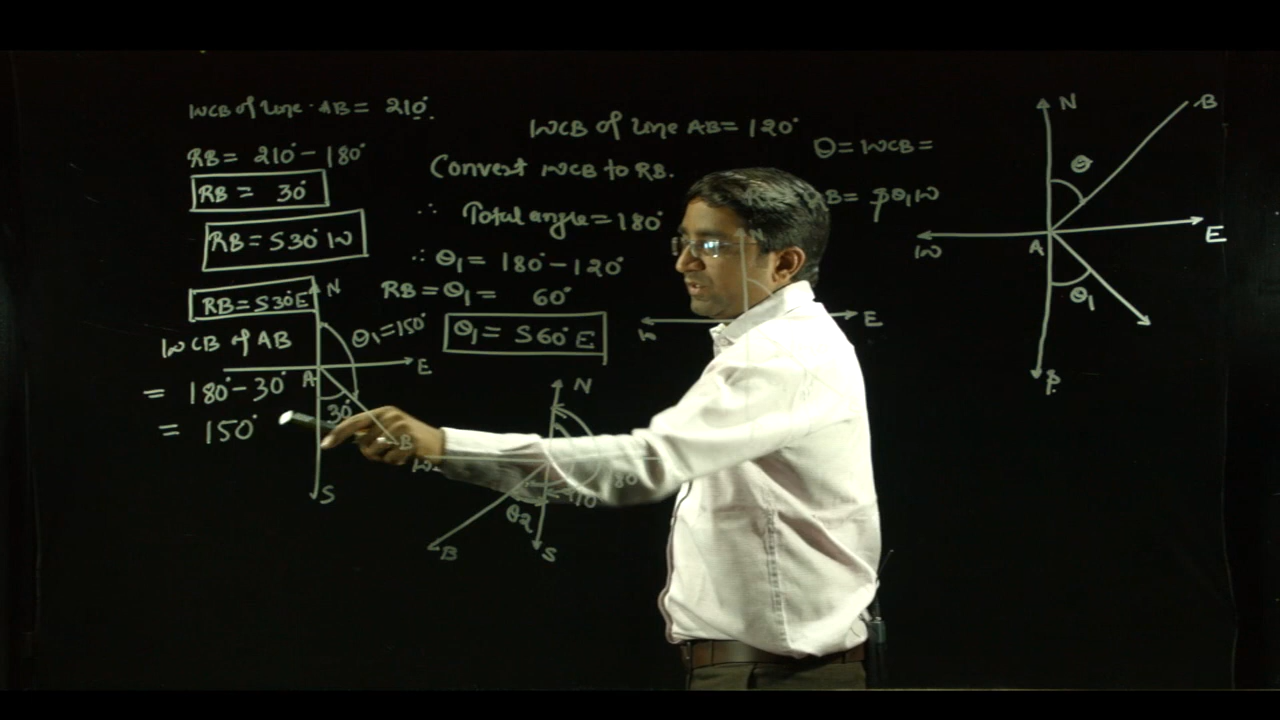 WCB of line AB = 210°.
RB = 210° - 180°
RB = 30°
RB = S30°W
RB = S30°E
WCB of AB
= 180° - 30°
= 150°
N
θ₁ = 150°
E
A
30°
B
S
WCB of line AB = 120°
Convert WCB to RB.
∴ Total angle = 180°
∴ θ₁ = 180° - 120°
RB = θ₁ = 60°
θ₁ = S60°E
N
W
θ₂
B
S
θ = WCB =
θ₁W
N
W
E
N
B
θ
W
A
E
θ₁